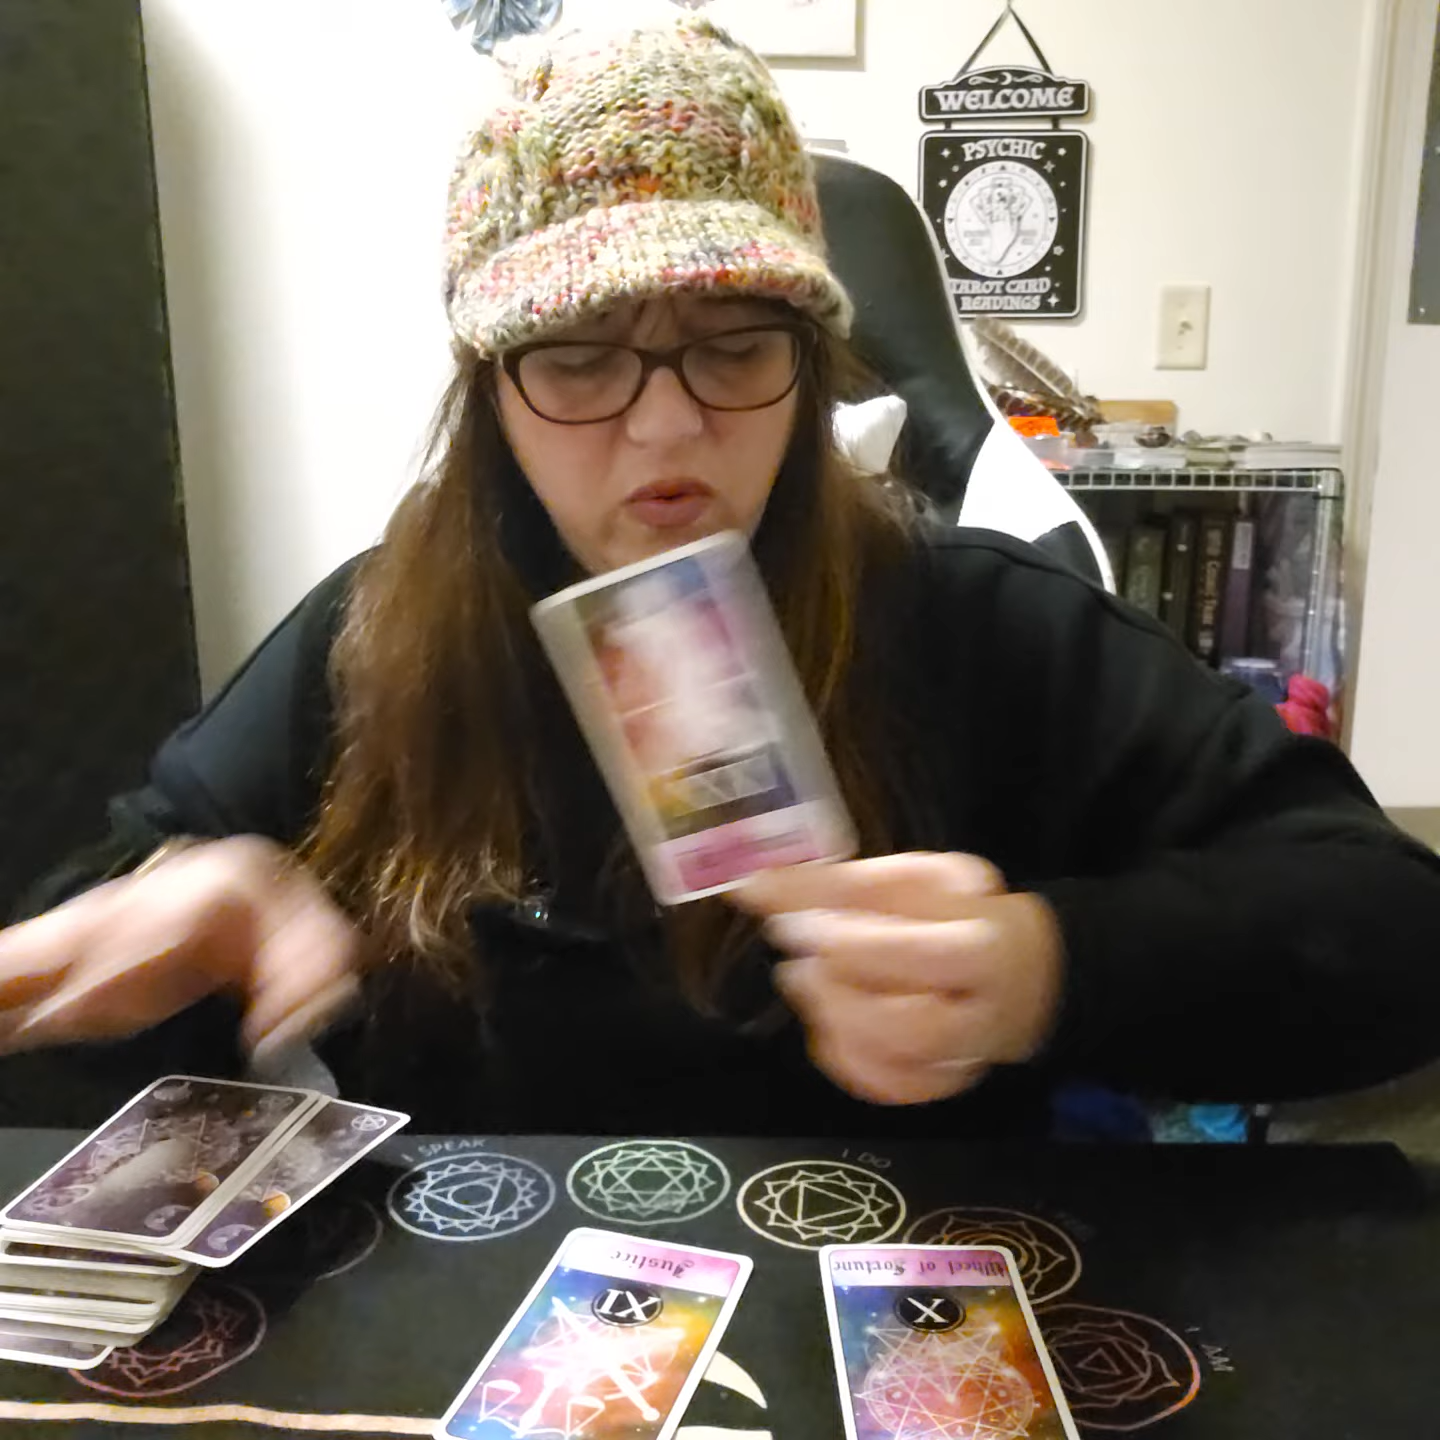 WELCOME
PSYCHIC
TAROT CARD
READINGS
I SPEAK
I DO
Justice
XI
Wheel of Fortune
X
I AM